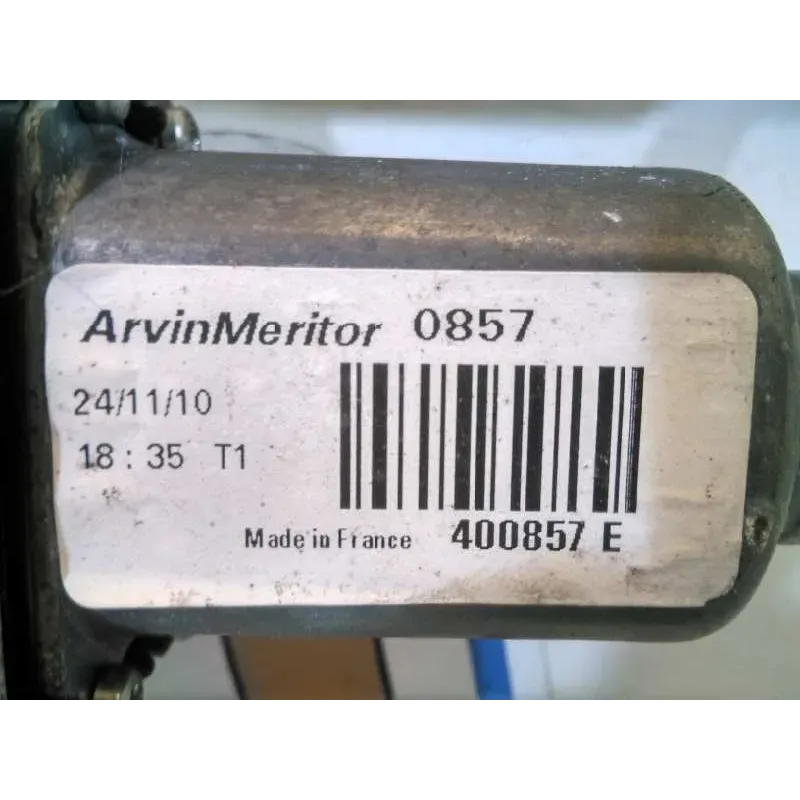 ArvinMeritor 0857
24/11/10
18 : 35 T1
Made in France 400857 E